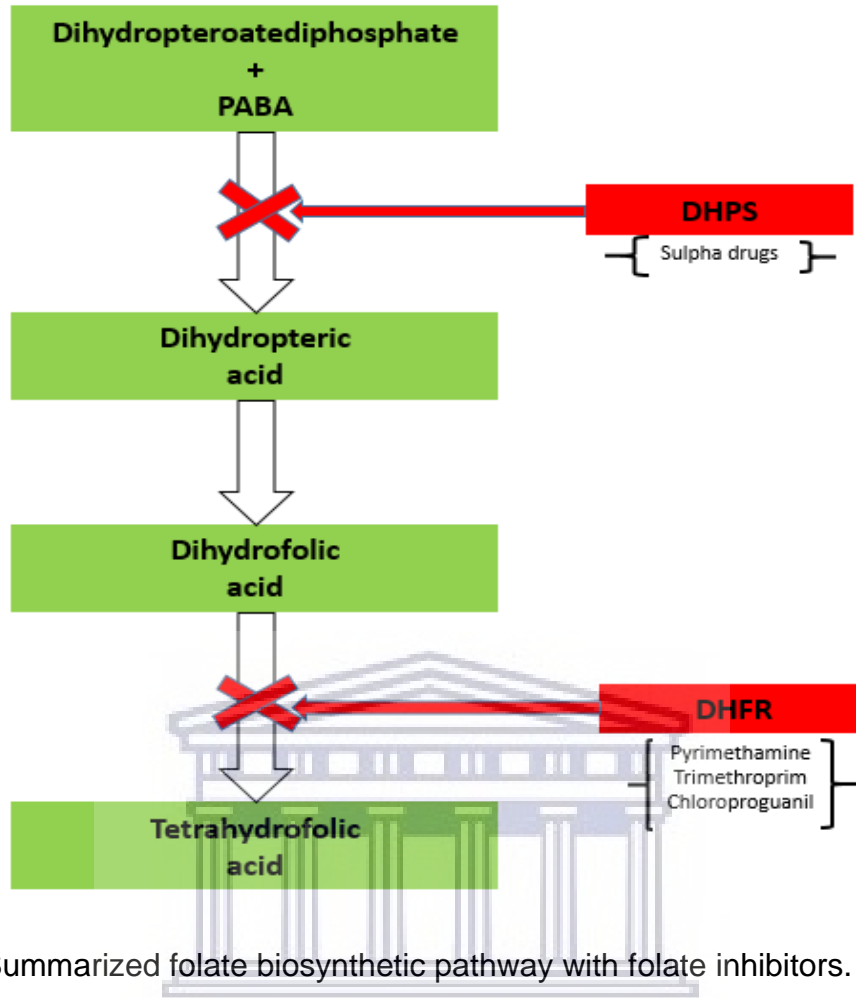 Dihydropteroatediphosphate
+
PABA
DHPS
Sulpha drugs
Dihydropteric
acid
Dihydrofolic
acid
DHFR
Pyrimethamine
Trimethroprim
Chloroproguanil
Tetrahydrofolic
acid
Summarized folate biosynthetic pathway with folate inhibitors.